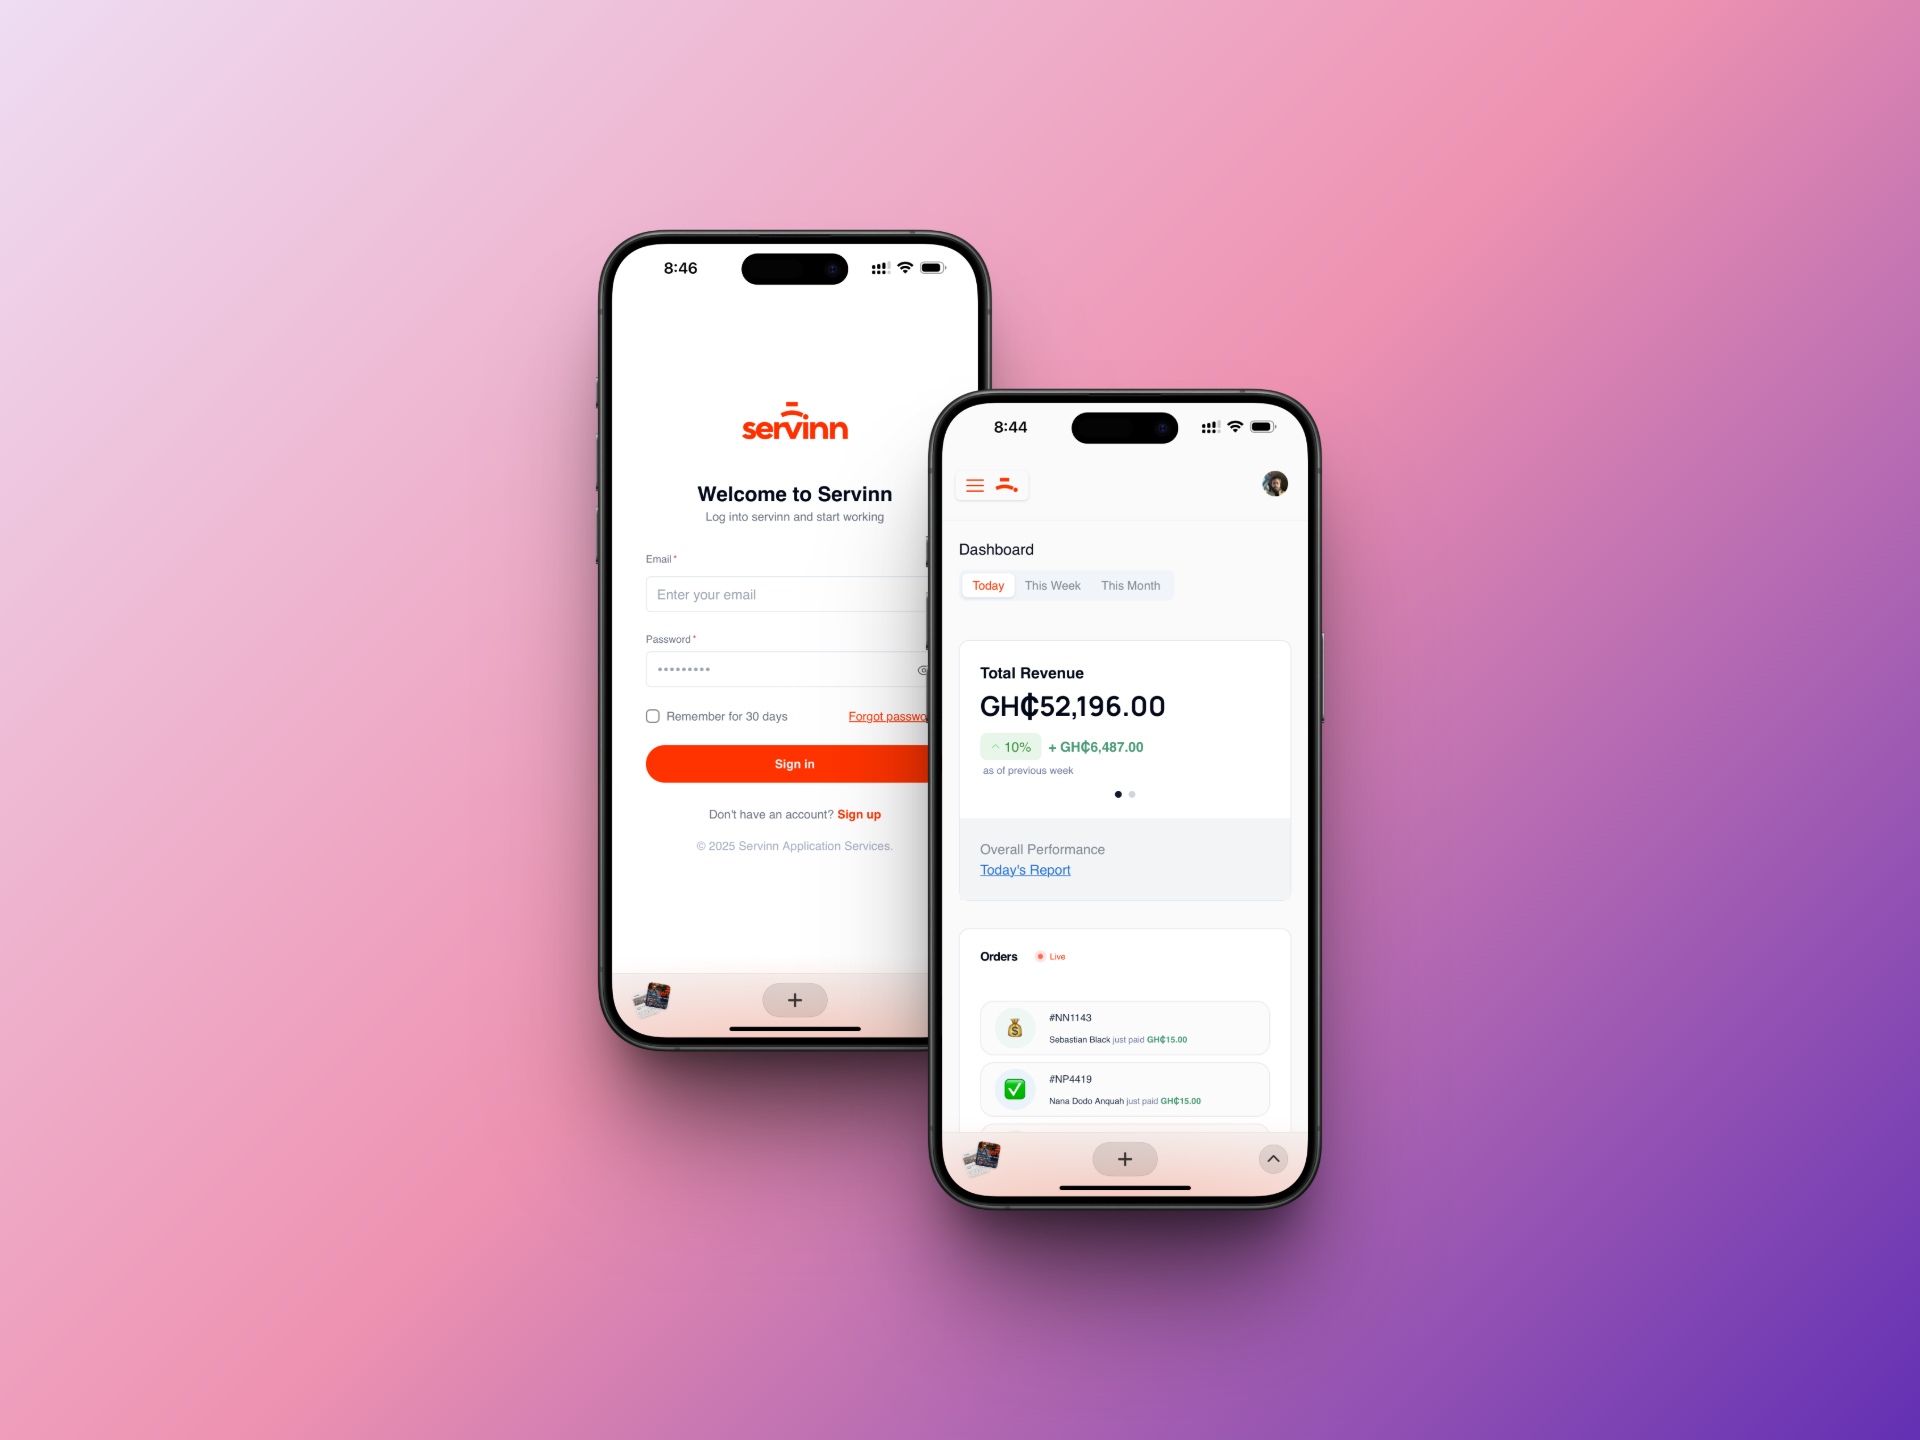 8:46
servinn
Welcome to Servinn
Log into servinn and start working
Email *
Enter your email
Password *
Remember for 30 days
Forgot passwo
Sign in
Don't have an account? Sign up
© 2025 Servinn Application Services.
8:44
Dashboard
Today This Week This Month
Total Revenue
GH₵52,196.00
10% + GH₵6,487.00
as of previous week
Overall Performance
Today's Report
Orders Live
#NN1143
Sebastian Black just paid GH₵15.00
#NP4419
Nana Dodo Anquah just paid GH₵15.00